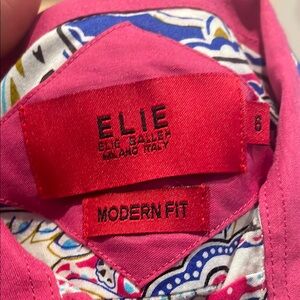 ELIE
ELIE BALLEH
MILANO ITALY
6
MODERN FIT